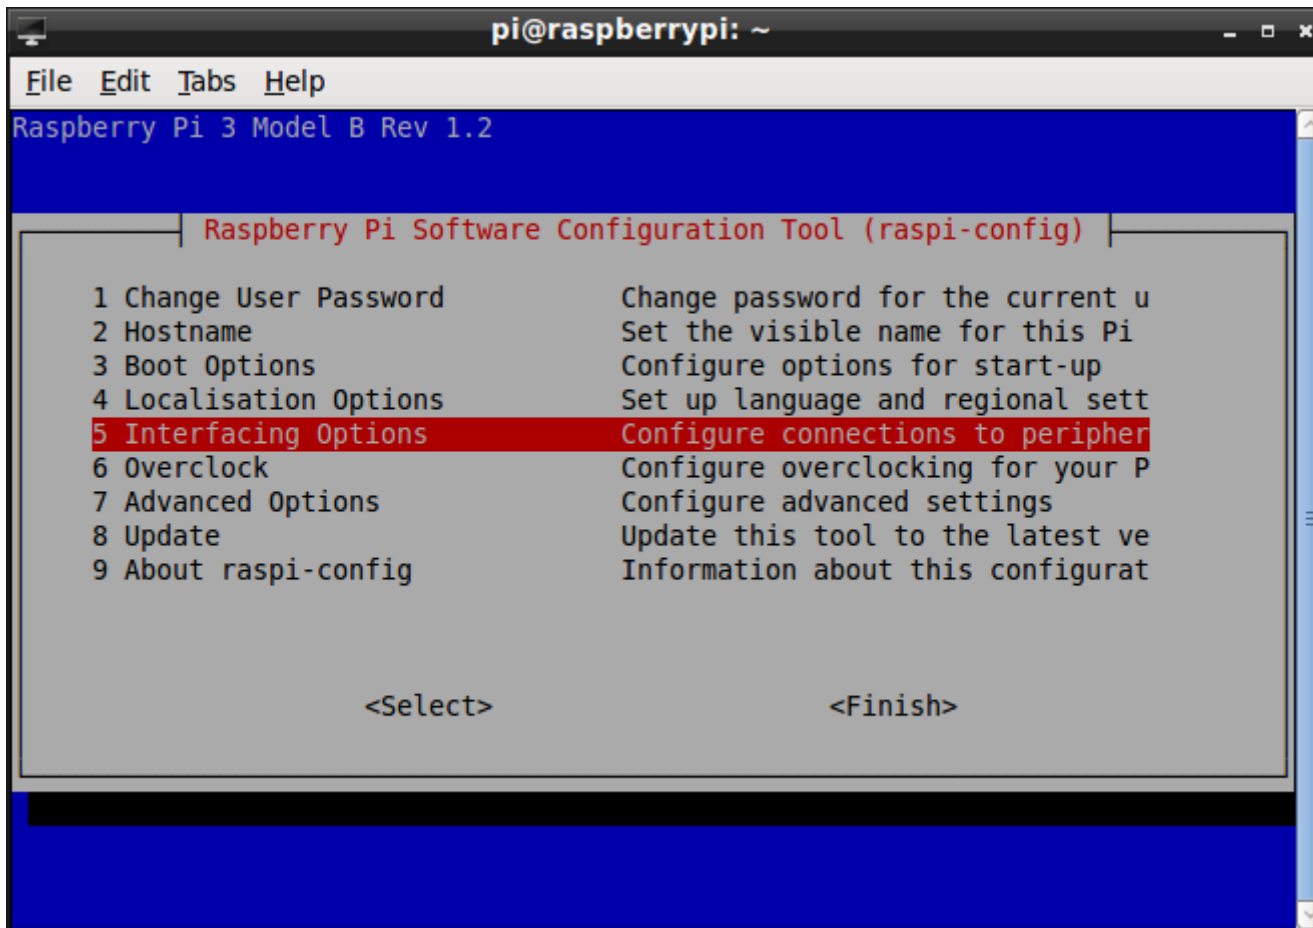 pi@raspberrypi: ~
File Edit Tabs Help
Raspberry Pi 3 Model B Rev 1.2
Raspberry Pi Software Configuration Tool (raspi-config)
1 Change User Password Change password for the current u
2 Hostname Set the visible name for this Pi
3 Boot Options Configure options for start-up
4 Localisation Options Set up language and regional sett
5 Interfacing Options Configure connections to peripher
6 Overclock Configure overclocking for your P
7 Advanced Options Configure advanced settings
8 Update Update this tool to the latest ve
9 About raspi-config Information about this configurat
<Select> <Finish>